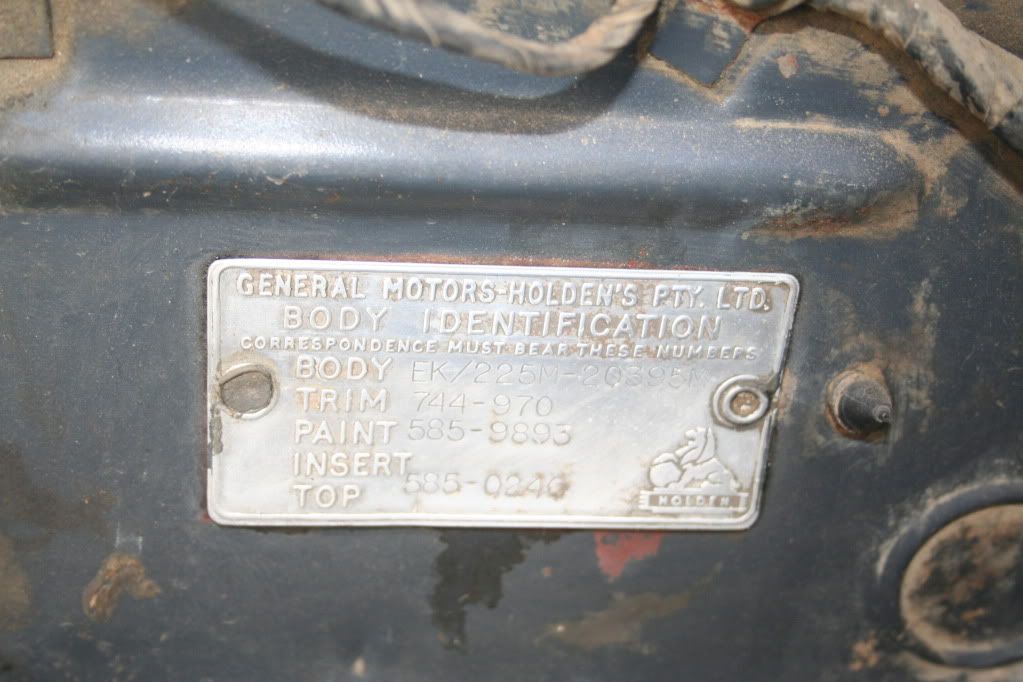 GENERAL MOTORS-HOLDEN'S PTY. LTD.
BODY IDENTIFICATION
CORRESPONDENCE MUST BEAR THESE NUMBERS
BODY EK/225M-20395M
TRIM 744-970
PAINT 585-9893
INSERT
TOP 585-0246
HOLDEN